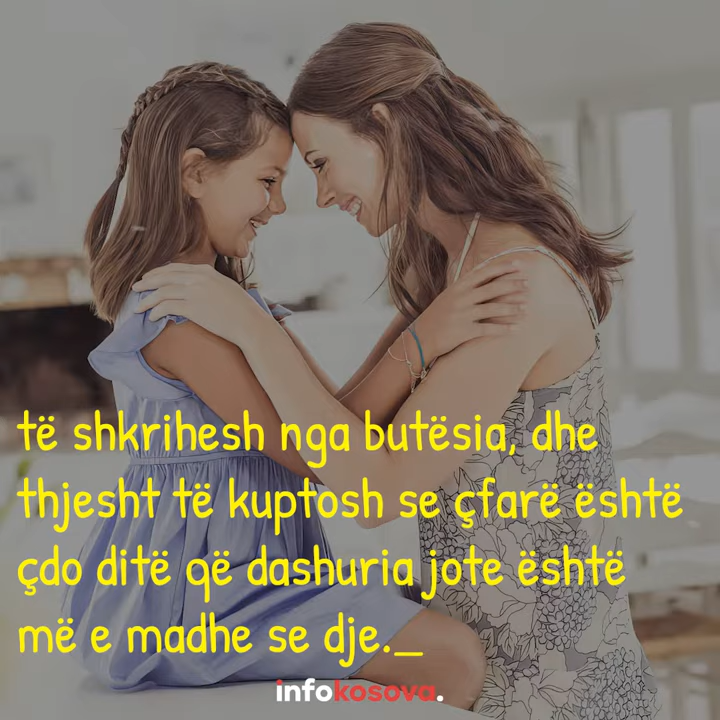 të shkrihesh nga butësia, dhe
thjesht të kuptosh se çfarë është
çdo ditë që dashuria jote është
më e madhe se dje._
infokosova.